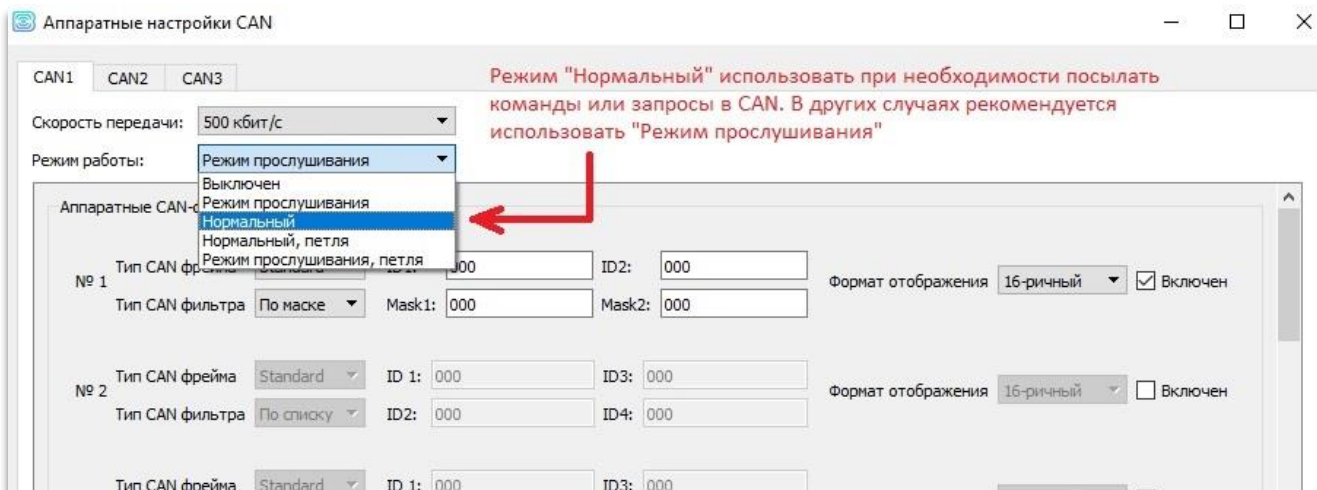 Аппаратные настройки CAN
CAN1 CAN2 CAN3
Режим "Нормальный" использовать при необходимости посылать
команды или запросы в CAN. В других случаях рекомендуется
использовать "Режим прослушивания"
Скорость передачи: 500 кбит/с
Режим работы: Режим прослушивания
Выключен
Режим прослушивания
Нормальный
Нормальный, петля
Режим прослушивания, петля
Аппаратные CAN-
№ 1
Тип CAN фрейма 000 ID2: 000
Тип CAN фильтра По маске Mask1: 000 Mask2: 000
Формат отображения 16-ричный Включен
№ 2
Тип CAN фрейма Standard ID 1: 000 ID3: 000
Тип CAN фильтра По списку ID2: 000 ID4: 000
Формат отображения 16-ричный Включен
Тип CAN фрейма Standard ID 1: 000 ID3: 000